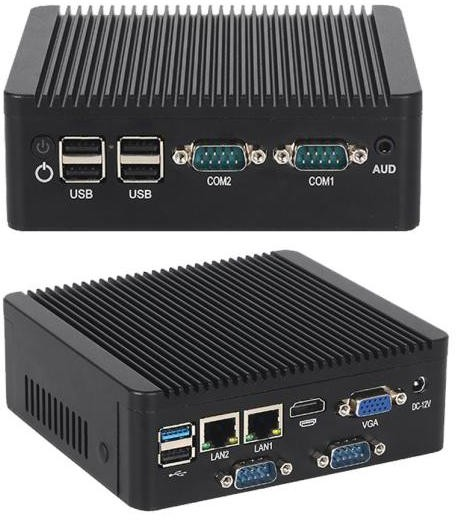 USB
USB
COM2
COM1
AUD
LAN2
LAN1
VGA
DC-12V